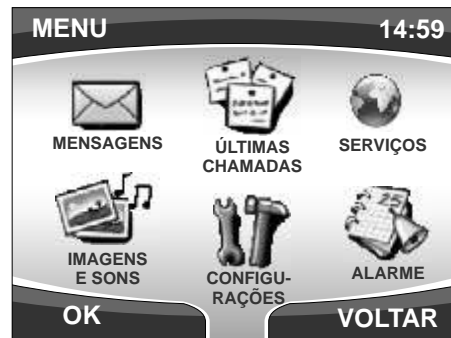 MENU 14:59
MENSAGENS
ÚLTIMAS
CHAMADAS
SERVIÇOS
IMAGENS
E SONS
CONFIGU-
RAÇÕES
ALARME
OK VOLTAR